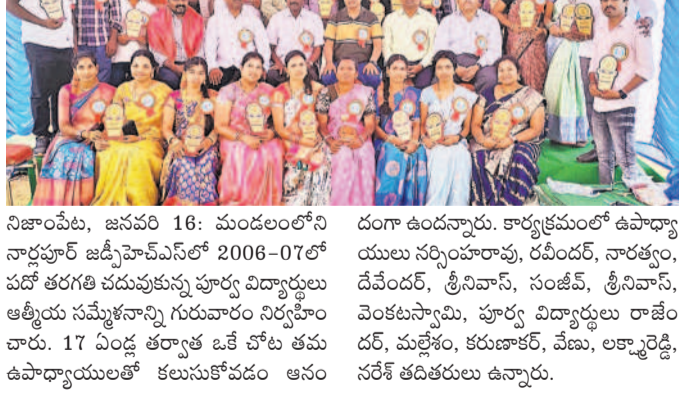 నిజాంపేట, జనవరి 16: మండలంలోని
నార్లపూర్ జడ్పీహెచ్ఎస్‌లో 2006-07లో
పదో తరగతి చదువుకున్న పూర్వ విద్యార్థులు
ఆత్మీయ సమ్మేళనాన్ని గురువారం నిర్వహిం
చారు. 17 ఏండ్ల తర్వాత ఒకే చోట తమ
ఉపాధ్యాయులతో కలుసుకోవడం ఆనం
దంగా ఉందన్నారు. కార్యక్రమంలో ఉపాధ్యా
యులు నర్సింహరావు, రవీందర్, నారత్వం,
దేవేందర్, శ్రీనివాస్, సంజీవ్, శ్రీనివాస్,
వెంకటస్వామి, పూర్వ విద్యార్థులు రాజేం
దర్, మల్లేశం, కరుణాకర్, వేణు, లక్ష్మారెడ్డి,
నరేశ్ తదితరులు ఉన్నారు.